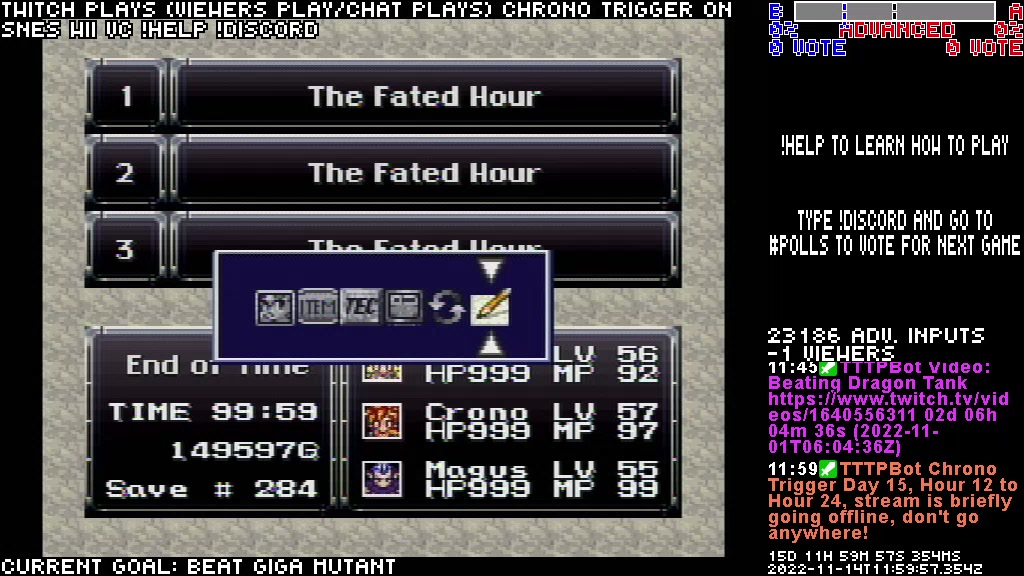 TWITCH PLAYS (VIEWERS PLAY/CHAT PLAYS) CHRONO TRIGGER ON
SNES WII VC !HELP !DISCORD
B A
0% ADVANCED 0%
0 VOTE 0 VOTE
1 The Fated Hour
2 The Fated Hour
3 The Fated Hour
ITEM TEC
End of Time
TIME 99:59
149597G
Save # 284
LV 56
HP999 MP 92
Crono LV 57
HP999 MP 97
Magus LV 55
HP999 MP 99
!HELP TO LEARN HOW TO PLAY
TYPE !DISCORD AND GO TO
#POLLS TO VOTE FOR NEXT GAME
23186 ADV. INPUTS
-1 VIEWERS
11:45 TTTPBot Video:
Beating Dragon Tank
https://www.twitch.tv/vid
eos/1640556311 02d 06h
04m 36s (2022-11-
01T06:04:36Z)
11:59 TTTPBot Chrono
Trigger Day 15, Hour 12 to
Hour 24, stream is briefly
going offline, don't go
anywhere!
15D 11H 59M 57S 354MS
2022-11-14T11:59:57.354Z
CURRENT GOAL: BEAT GIGA MUTANT